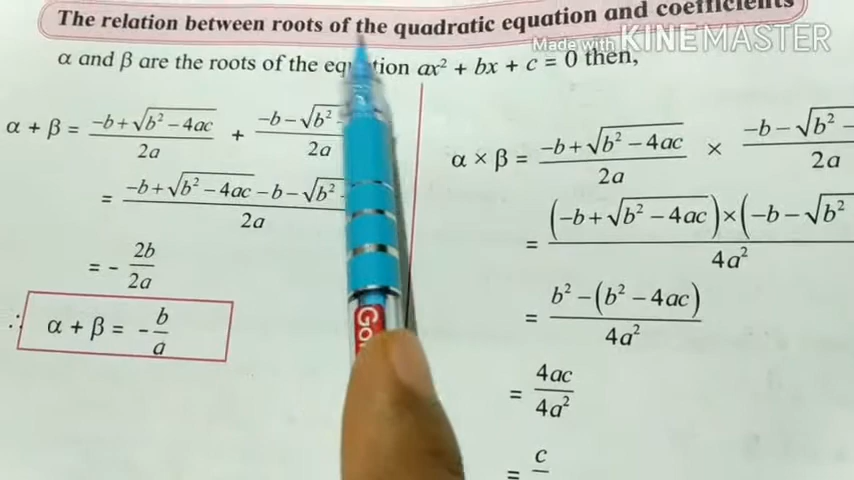 The relation between roots of the quadratic equation and coefficients
Made with KINEMASTER
α and β are the roots of the equation ax² + bx + c = 0 then,
α + β = (-b + √(b² - 4ac))/2a + (-b - √(b² -)/2a
= (-b + √(b² - 4ac) - b - √(b²)/2a
= - 2b/2a
∴ α + β = - b/a
Go
α × β = (-b + √(b² - 4ac))/2a × (-b - √(b² -)/2a
= ((-b + √(b² - 4ac)) × (-b - √(b²)/4a²
= (b² - (b² - 4ac))/4a²
= 4ac/4a²
= c/